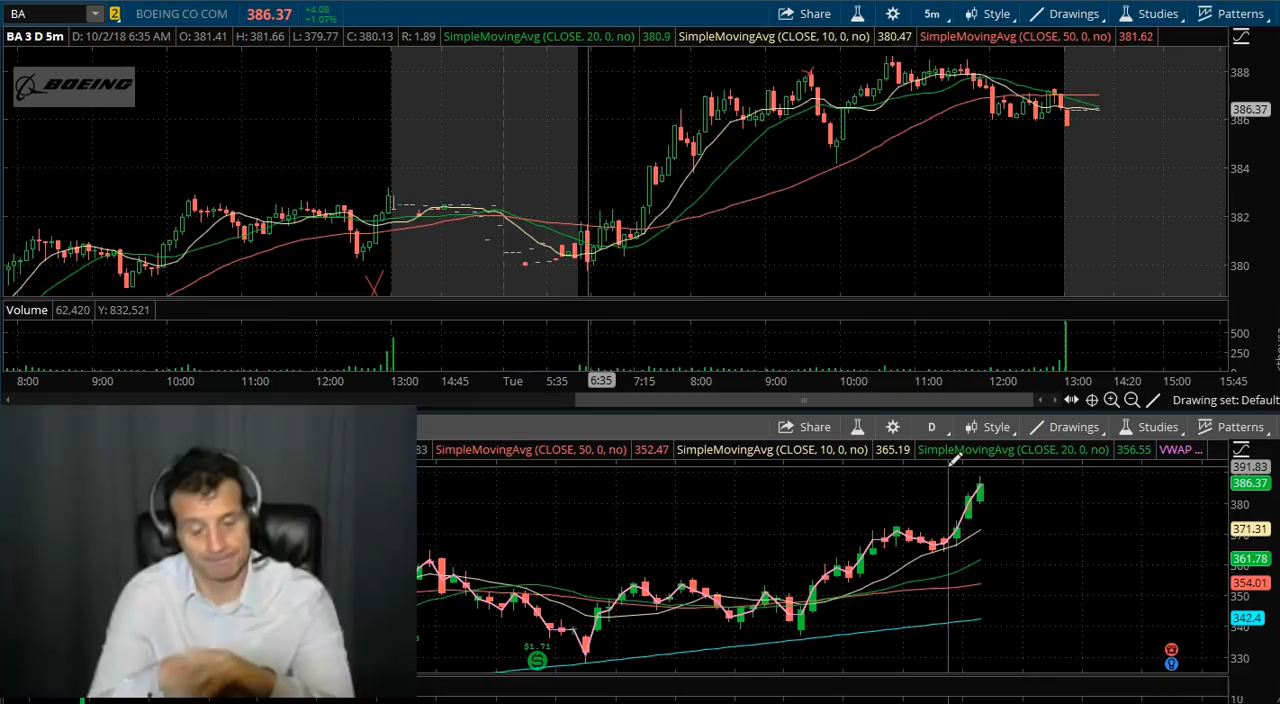 BA 2 BOEING CO COM 386.37 +4.08 +1.07% Share 5m Style Drawings Studies Patterns
BA 3 D 5m D: 10/2/18 6:35 AM O: 381.41 H: 381.66 L: 379.77 C: 380.13 R: 1.89 SimpleMovingAvg (CLOSE, 20, 0, no) 380.9 SimpleMovingAvg (CLOSE, 10, 0, no) 380.47 SimpleMovingAvg (CLOSE, 50, 0, no) 381.62
BOEING
388
386.37
386
384
382
380
Volume 62,420 Y: 832,521
500
250
8:00 9:00 10:00 11:00 12:00 13:00 14:45 Tue 5:35 6:35 7:15 8:00 9:00 10:00 11:00 12:00 13:00 14:20 15:00 15:45
Drawing set: Default
Share D Style Drawings Studies Patterns
83 SimpleMovingAvg (CLOSE, 50, 0, no) 352.47 SimpleMovingAvg (CLOSE, 10, 0, no) 365.19 SimpleMovingAvg (CLOSE, 20, 0, no) 356.55 VWAP ...
391.83
386.37
380
371.31
361.78
354.01
350
342.4
330
$1.71
10